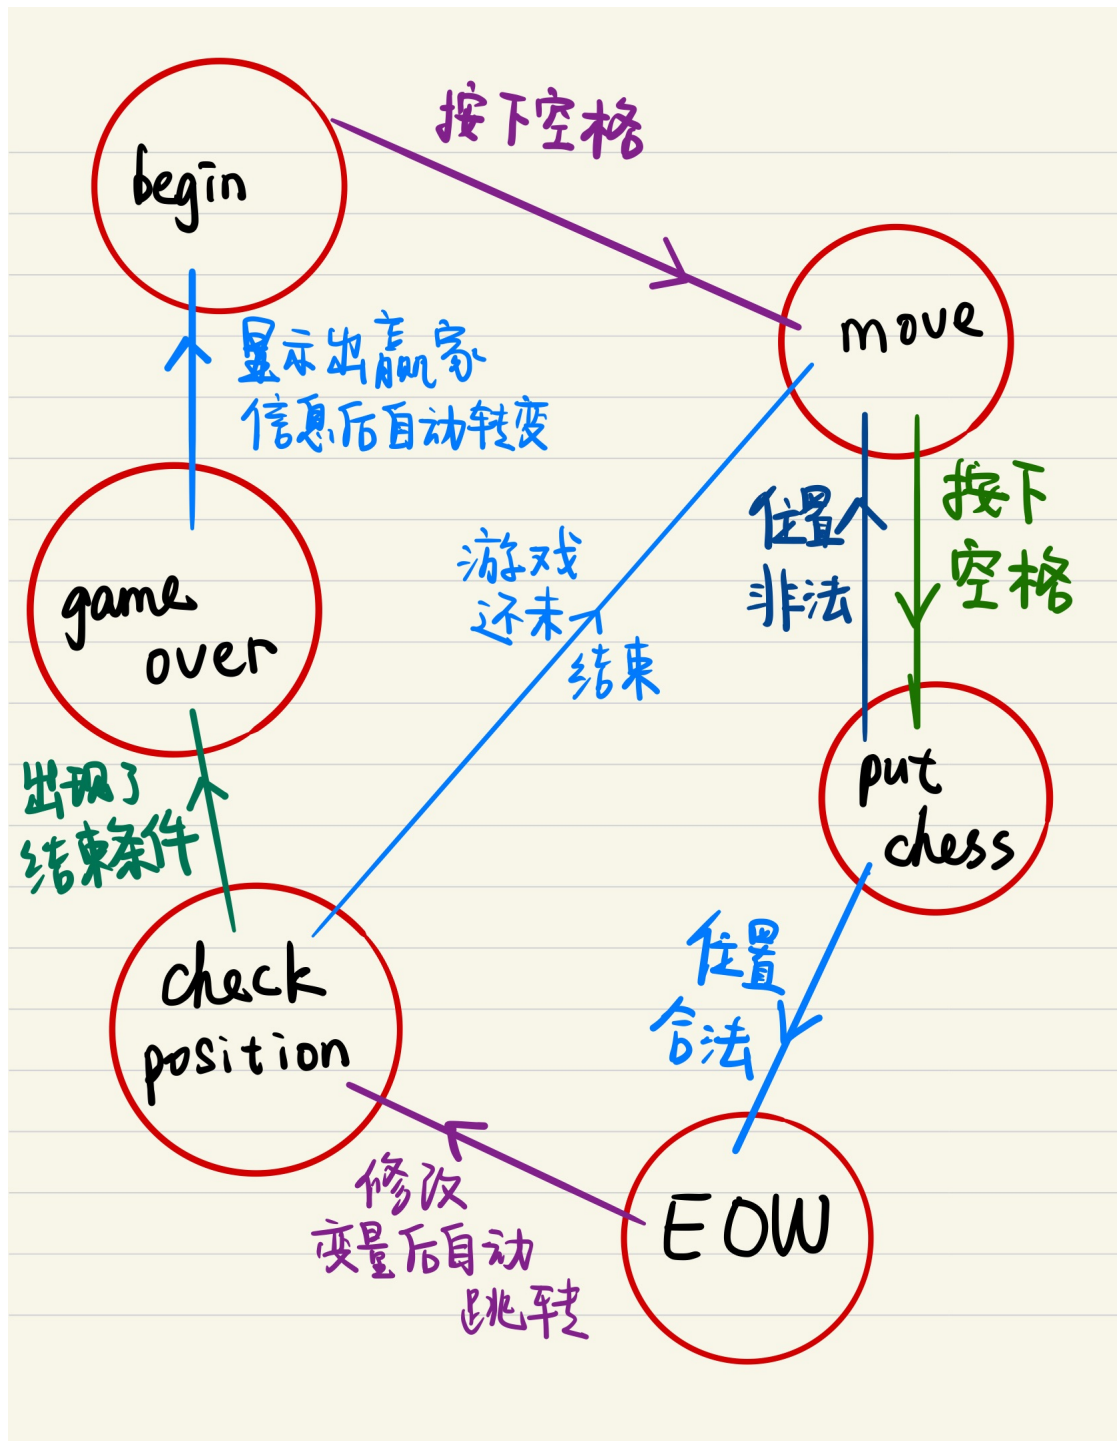 begin
按下空格
move
显示出赢家
信息后自动转变
game
over
游戏
还未
结束
位置
非法
按下
空格
put
chess
出现了
结束条件
check
position
位置
合法
修改
变量后自动
跳转
EOW